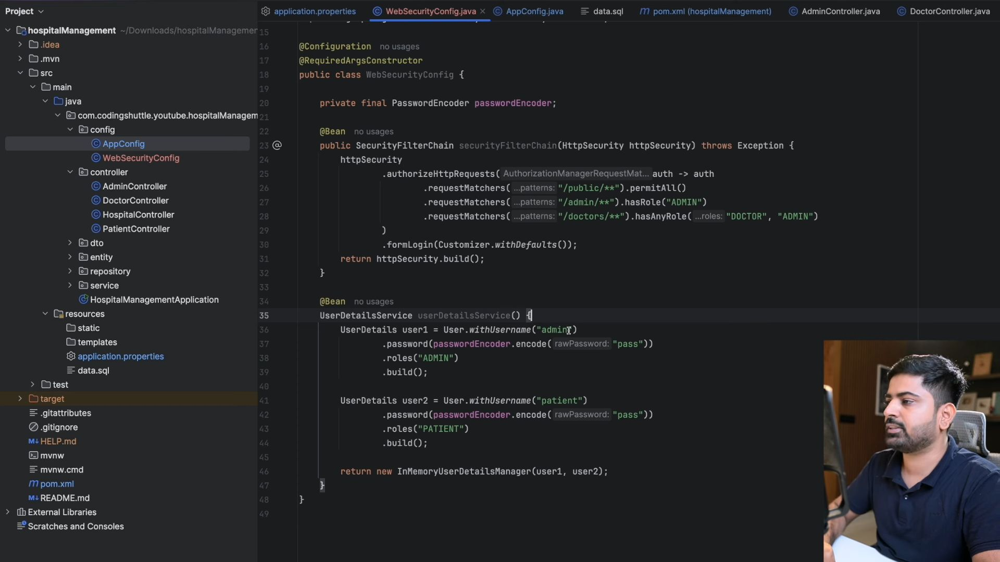 Project
hospitalManagement ~/Downloads/hospitalManagemer
.idea
.mvn
src
main
java
com.codingshuttle.youtube.hospitalManagem
config
AppConfig
WebSecurityConfig
controller
AdminController
DoctorController
HospitalController
PatientController
dto
entity
repository
service
HospitalManagementApplication
resources
static
templates
application.properties
data.sql
test
target
.gitattributes
.gitignore
HELP.md
mvnw
mvnw.cmd
pom.xml
README.md
External Libraries
Scratches and Consoles
application.properties WebSecurityConfig.java AppConfig.java data.sql pom.xml (hospitalManagement) AdminController.java DoctorController.java
15
16 @Configuration no usages
17 @RequiredArgsConstructor
18 public class WebSecurityConfig {
19
20 private final PasswordEncoder passwordEncoder;
21
22 @Bean no usages
23 public SecurityFilterChain securityFilterChain(HttpSecurity httpSecurity) throws Exception {
24 httpSecurity
25 .authorizeHttpRequests( AuthorizationManagerRequestMat... auth -> auth
26 .requestMatchers( ...patterns: "/public/**").permitAll()
27 .requestMatchers( ...patterns: "/admin/**").hasRole("ADMIN")
28 .requestMatchers( ...patterns: "/doctors/**").hasAnyRole( ...roles: "DOCTOR", "ADMIN")
29 )
30 .formLogin(Customizer.withDefaults());
31 return httpSecurity.build();
32 }
33
34 @Bean no usages
35 UserDetailsService userDetailsService() {
36 UserDetails user1 = User.withUsername("admin")
37 .password(passwordEncoder.encode( rawPassword: "pass"))
38 .roles("ADMIN")
39 .build();
40
41 UserDetails user2 = User.withUsername("patient")
42 .password(passwordEncoder.encode( rawPassword: "pass"))
43 .roles("PATIENT")
44 .build();
45
46 return new InMemoryUserDetailsManager(user1, user2);
47 }
48 }
49